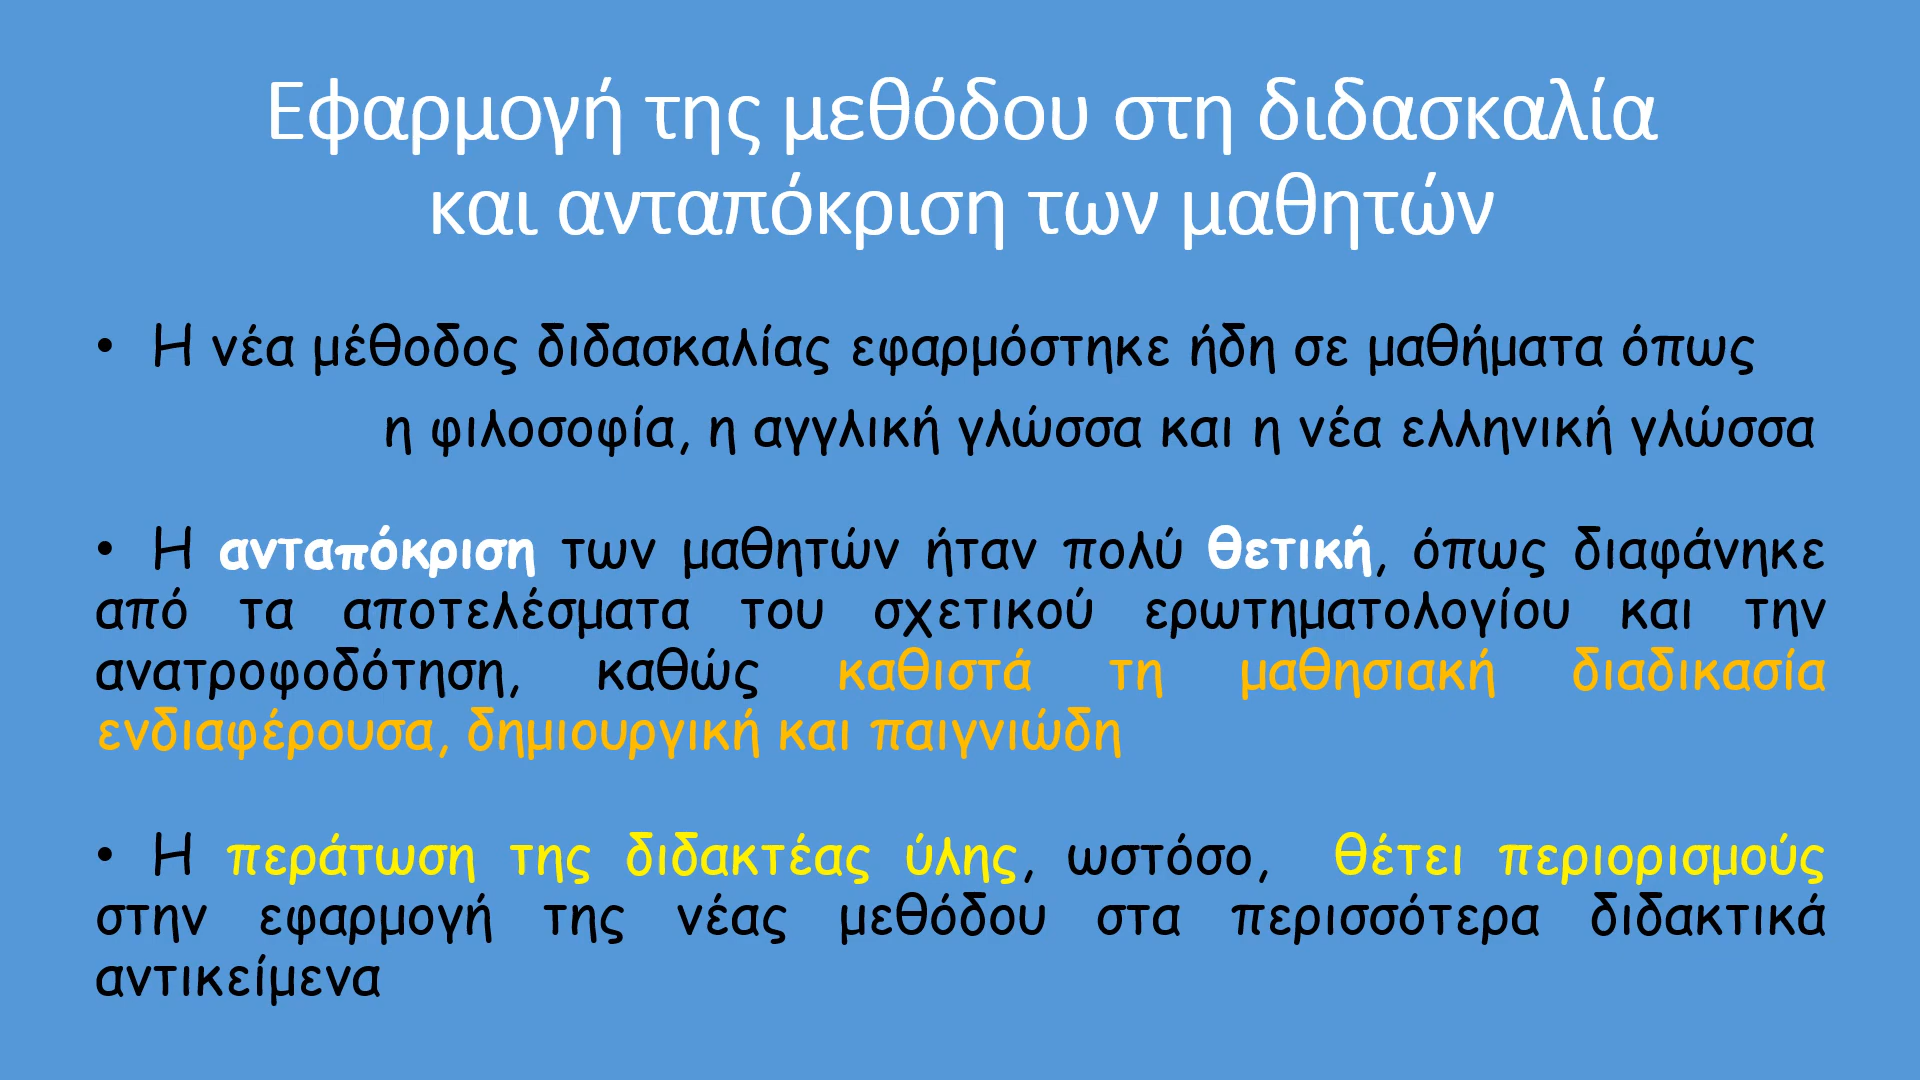 Εφαρμογή της μεθόδου στη διδασκαλία
και ανταπόκριση των μαθητών
• Η νέα μέθοδος διδασκαλίας εφαρμόστηκε ήδη σε μαθήματα όπως
η φιλοσοφία, η αγγλική γλώσσα και η νέα ελληνική γλώσσα
• Η ανταπόκριση των μαθητών ήταν πολύ θετική, όπως διαφάνηκε
από τα αποτελέσματα του σχετικού ερωτηματολογίου και την
ανατροφοδότηση, καθώς καθιστά τη μαθησιακή διαδικασία
ενδιαφέρουσα, δημιουργική και παιγνιώδη
• Η περάτωση της διδακτέας ύλης, ωστόσο, θέτει περιορισμούς
στην εφαρμογή της νέας μεθόδου στα περισσότερα διδακτικά
αντικείμενα